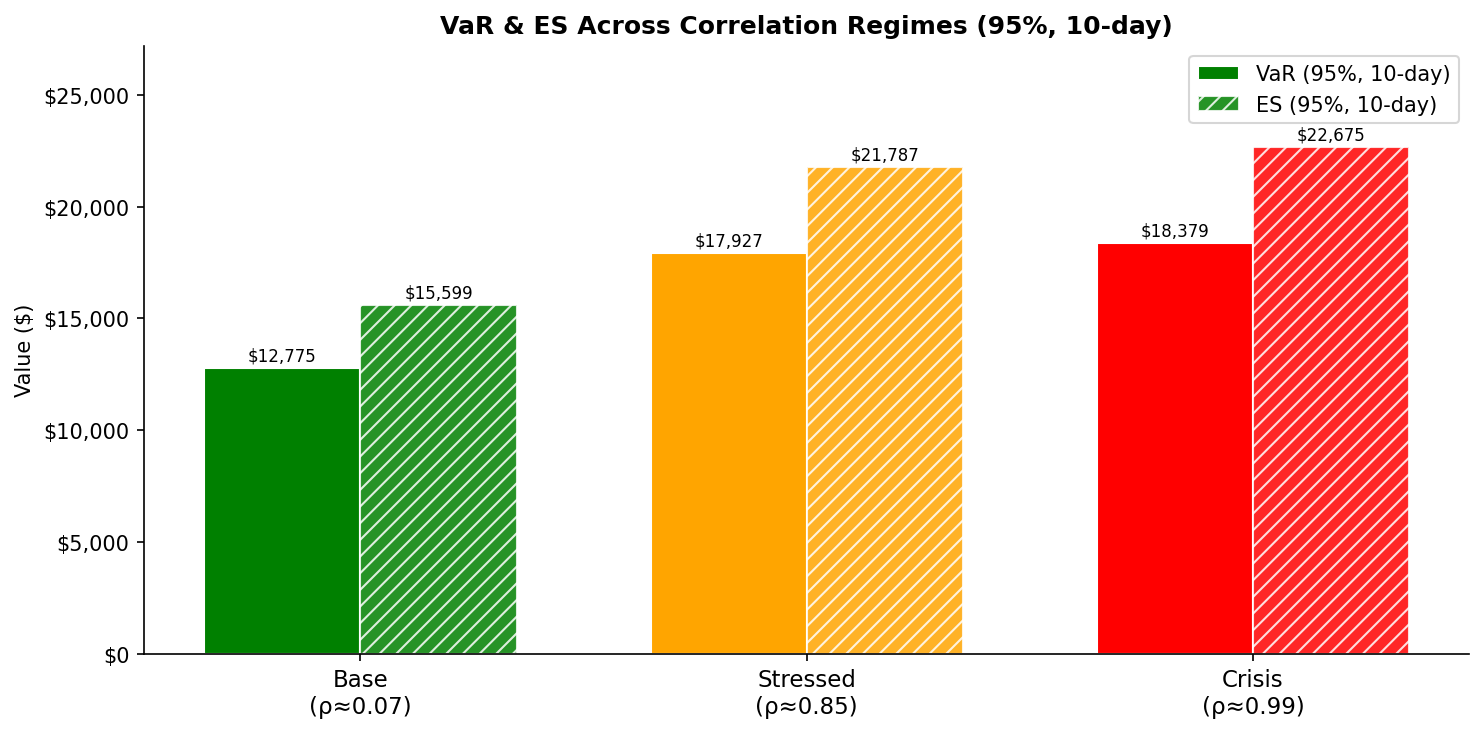 VaR & ES Across Correlation Regimes (95%, 10-day)
VaR (95%, 10-day)
ES (95%, 10-day)
Value ($)
$25,000
$20,000
$15,000
$10,000
$5,000
$0
$12,775
$15,599
$17,927
$21,787
$18,379
$22,675
Base
(ρ≈0.07)
Stressed
(ρ≈0.85)
Crisis
(ρ≈0.99)